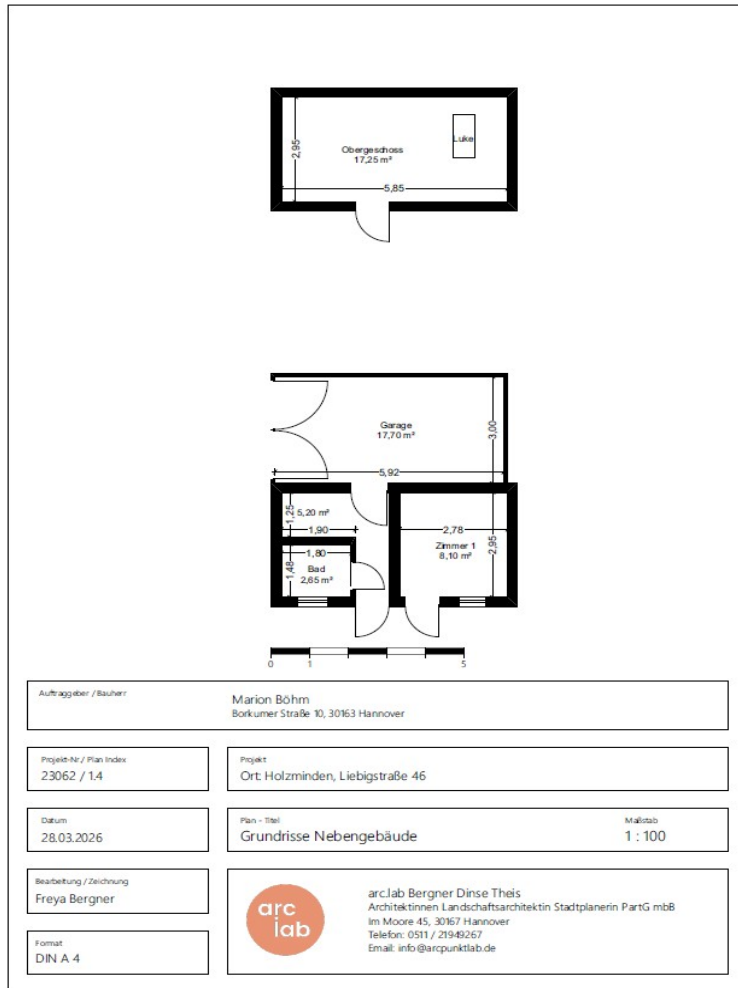 2,95
Obergeschoss
17,25 m²
Luke
5,85
Garage
17,70 m²
3,00
5,92
1,25
5,20 m²
1,90
2,78
2,95
Zimmer 1
8,10 m²
1,80
1,48
Bad
2,65 m²
0 1 5
Auftraggeber / Bauherr
Marion Böhm
Borkumer Straße 10, 30163 Hannover
Projekt-Nr / Plan Index
23062 / 1.4
Projekt
Ort: Holzminden, Liebigstraße 46
Datum
28.03.2026
Plan - Titel
Grundrisse Nebengebäude
Maßstab
1 : 100
Bearbeitung / Zeichnung
Freya Bergner
Format
DIN A 4
arc
lab
arc.lab Bergner Dinse Theis
Architektinnen Landschaftsarchitektin Stadtplanerin PartG mbB
Im Moore 45, 30167 Hannover
Telefon: 0511 / 21949267
Email: info@arcpunktlab.de